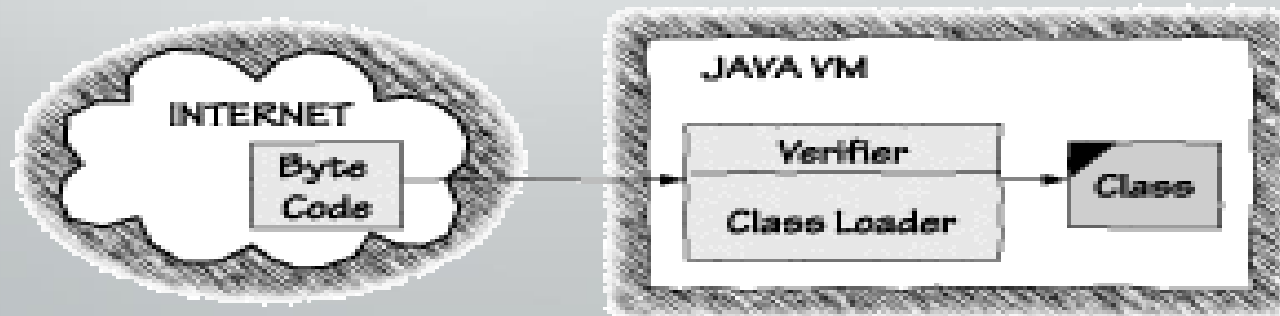 INTERNET
Byte
Code
JAVA VM
Verifier
Class Loader
Class